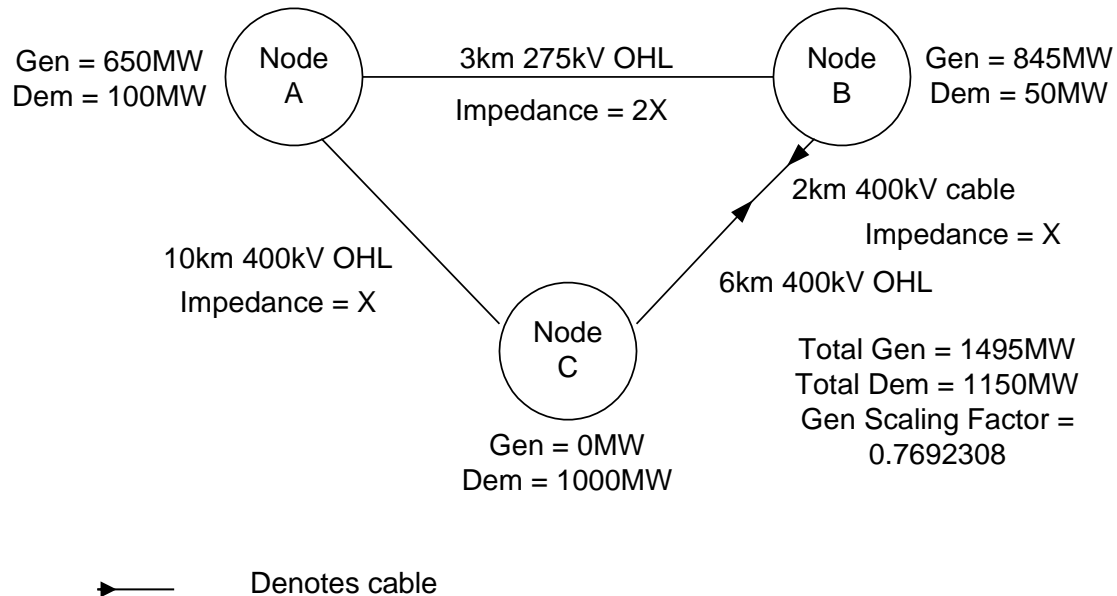 Gen = 650MW
Dem = 100MW
Node
A
3km 275kV OHL
Impedance = 2X
Node
B
Gen = 845MW
Dem = 50MW
2km 400kV cable
Impedance = X
10km 400kV OHL
Impedance = X
6km 400kV OHL
Node
C
Gen = 0MW
Dem = 1000MW
Total Gen = 1495MW
Total Dem = 1150MW
Gen Scaling Factor =
0.7692308
Denotes cable